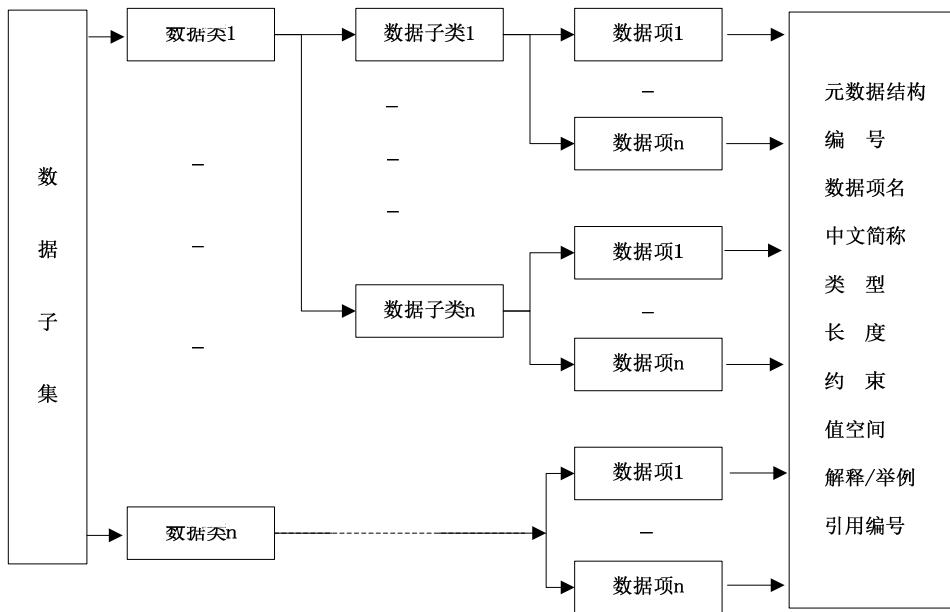 数据子集
数据类1
数据类n
数据子类1
数据子类n
数据项1
数据项n
数据项1
数据项n
数据项1
数据项n
元数据结构
编 号
数据项名
中文简称
类 型
长 度
约 束
值空间
解释/举例
引用编号